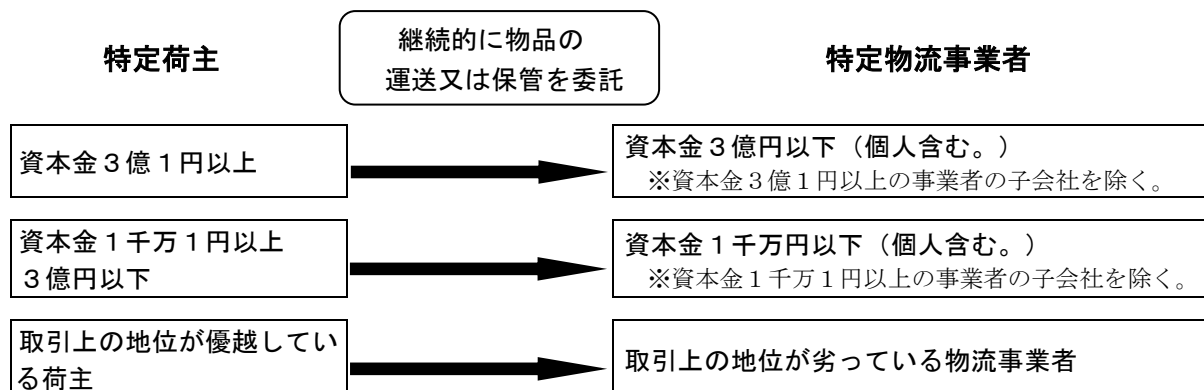 特定荷主
継続的に物品の
運送又は保管を委託
特定物流事業者
資本金３億１円以上
資本金３億円以下（個人含む。）
※資本金３億１円以上の事業者の子会社を除く。
資本金１千万１円以上
３億円以下
資本金１千万円以下（個人含む。）
※資本金１千万１円以上の事業者の子会社を除く。
取引上の地位が優越してい
る荷主
取引上の地位が劣っている物流事業者